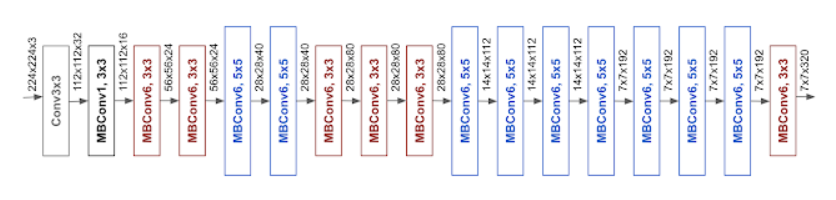 224x224x3
Conv3x3
112x112x32
MBConv1, 3x3
112x112x16
MBConv6, 3x3
56x56x24
MBConv6, 3x3
56x56x24
MBConv6, 5x5
28x28x40
MBConv6, 5x5
28x28x40
MBConv6, 3x3
28x28x80
MBConv6, 3x3
28x28x80
MBConv6, 3x3
28x28x80
MBConv6, 5x5
14x14x112
MBConv6, 5x5
14x14x112
MBConv6, 5x5
14x14x112
MBConv6, 5x5
7x7x192
MBConv6, 5x5
7x7x192
MBConv6, 5x5
7x7x192
MBConv6, 5x5
7x7x192
MBConv6, 3x3
7x7x320